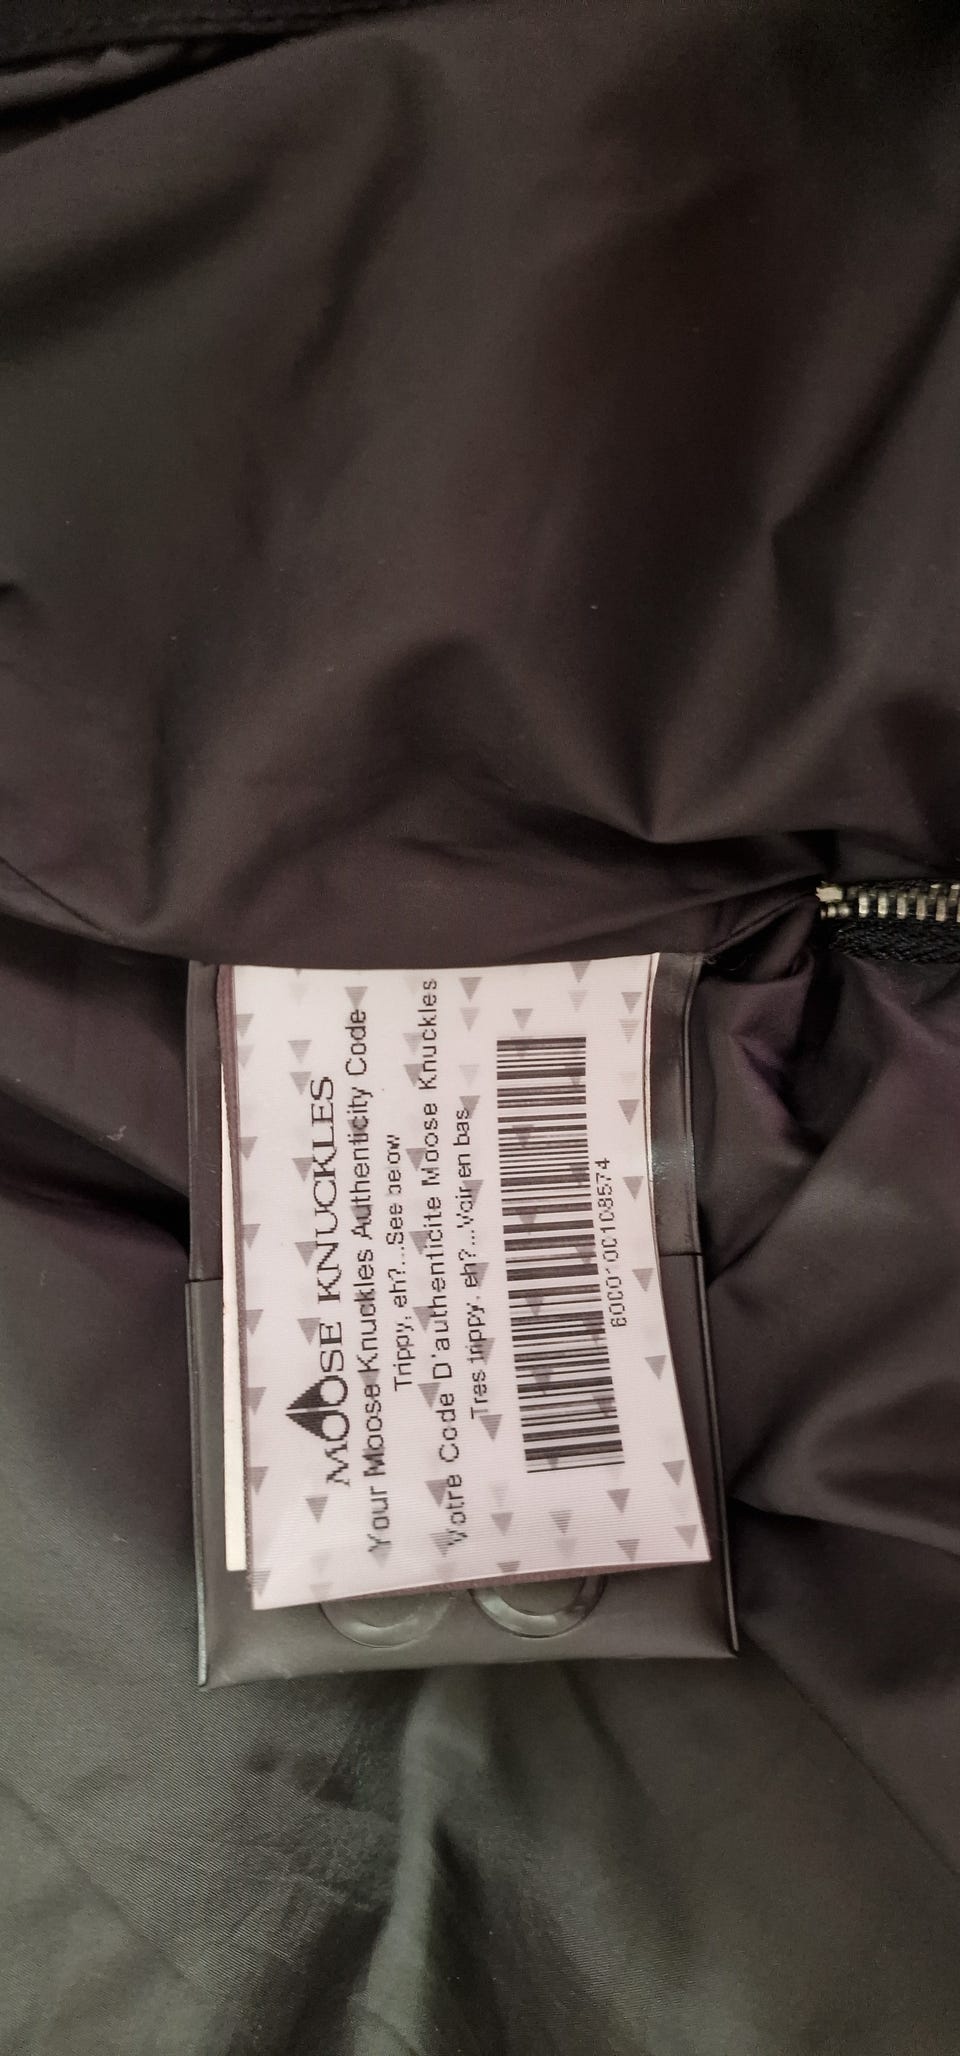 MOOSE KNUCKLES
Your Moose Knuckles Authenticity Code
Trippy, eh?...See below
Votre Code D'authenticite Moose Knuckles
Tres trippy, eh?...Voir en bas
6000100108574